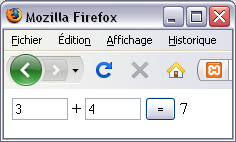 Mozilla Firefox
Fichier Édition Affichage Historique
3 + 4 = 7